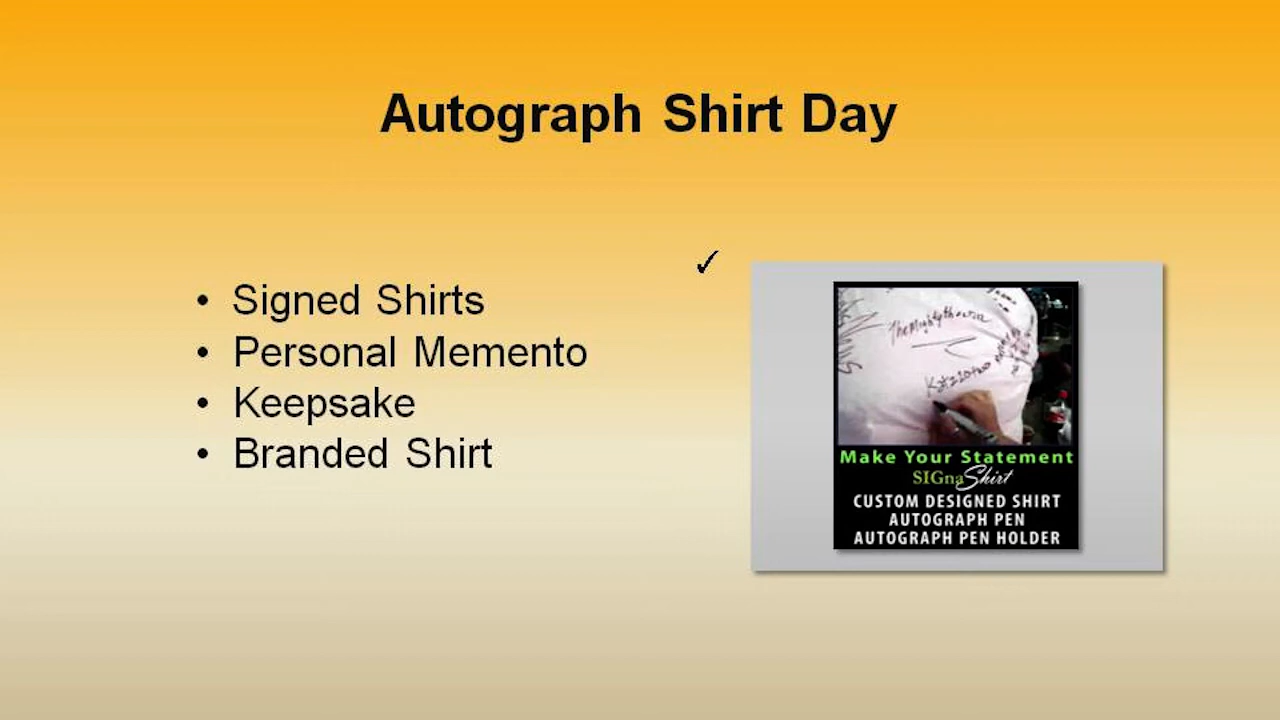 Autograph Shirt Day
✓
• Signed Shirts
• Personal Memento
• Keepsake
• Branded Shirt
Make Your Statement
SIGnaShirt
CUSTOM DESIGNED SHIRT
AUTOGRAPH PEN
AUTOGRAPH PEN HOLDER